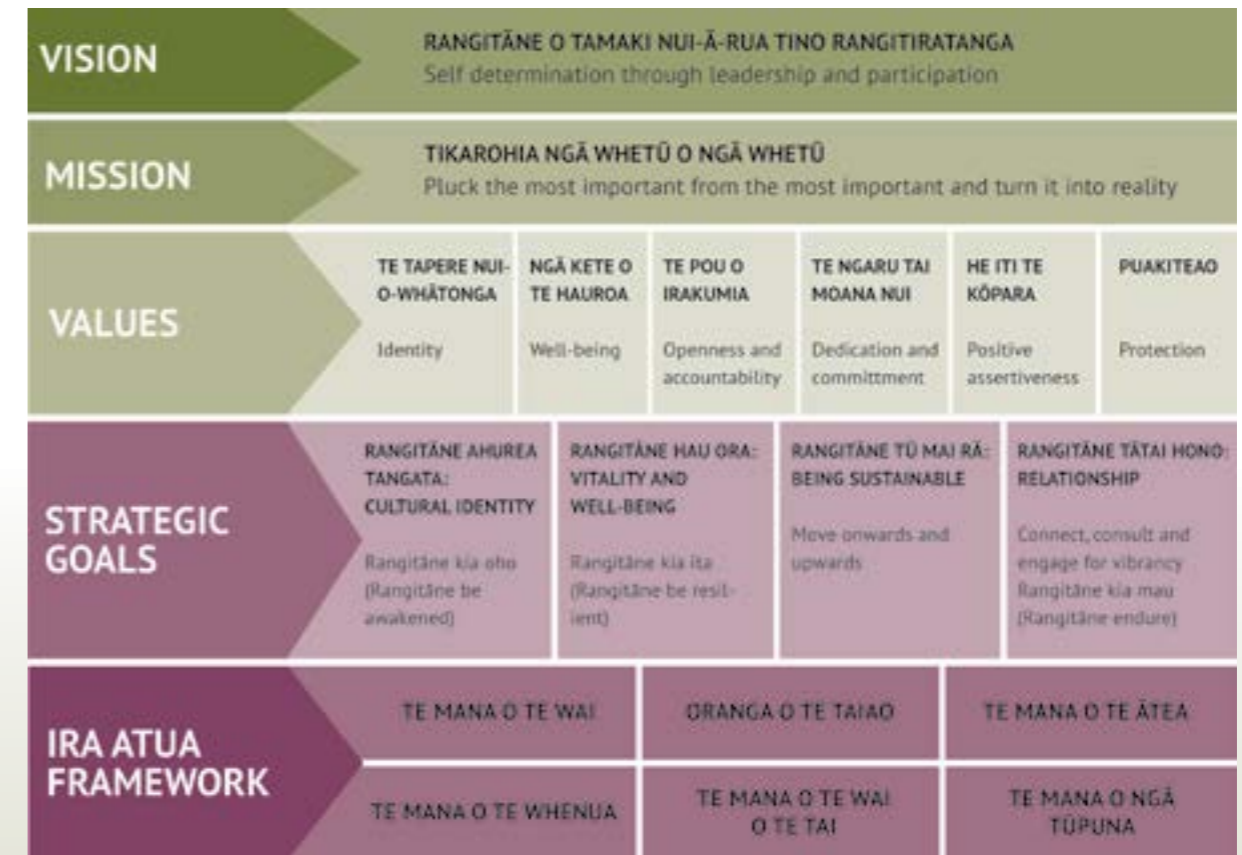 VISION
RANGITĀNE O TAMAKI NUI-Ā-RUA TINO RANGITIRATANGA
Self determination through leadership and participation
MISSION
TIKAROHIA NGĀ WHETŪ O NGĀ WHETŪ
Pluck the most important from the most important and turn it into reality
VALUES
TE TAPERE NUI-
O-WHĀTONGA
Identity
NGĀ KETE O
TE HAUROA
Well-being
TE POU O
IRAKUMIA
Openness and
accountability
TE NGARU TAI
MOANA NUI
Dedication and
committment
HE ITI TE
KŌPARA
Positive
assertiveness
PUAKITEAO
Protection
STRATEGIC
GOALS
RANGITĀNE AHUREA
TANGATA:
CULTURAL IDENTITY
Rangitāne kia oho
(Rangitāne be
awakened)
RANGITĀNE HAU ORA:
VITALITY AND
WELL-BEING
Rangitāne kia ita
(Rangitāne be resil-
ient)
RANGITĀNE TŪ MAI RĀ:
BEING SUSTAINABLE
Move onwards and
upwards
RANGITĀNE TĀTAI HONO:
RELATIONSHIP
Connect, consult and
engage for vibrancy
Rangitāne kia mau
(Rangitāne endure)
IRA ATUA
FRAMEWORK
TE MANA O TE WAI
ORANGA O TE TAIAO
TE MANA O TE ĀTEA
TE MANA O TE WHENUA
TE MANA O TE WAI
O TE TAI
TE MANA O NGĀ
TŪPUNA